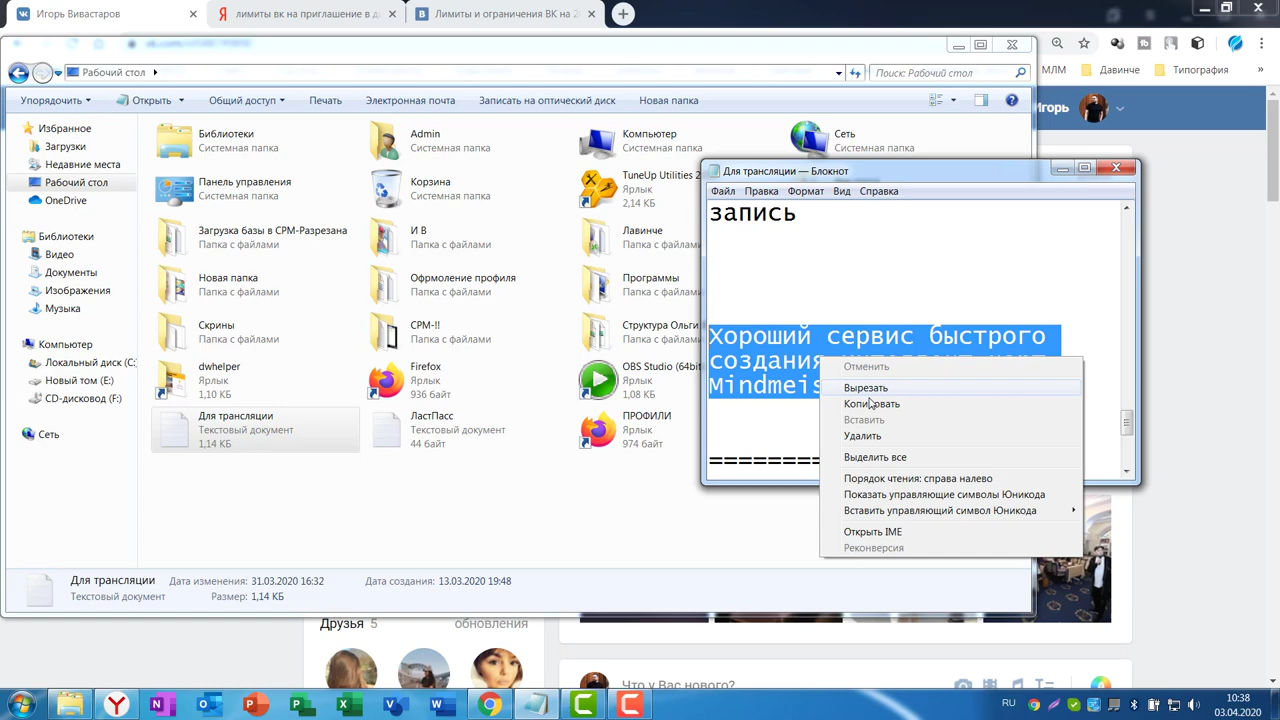 Игорь Вивастаров
лимиты вк на приглашение в д
Лимиты и ограничения ВК на 2
МЛМ
Давинче
Типография
»
Рабочий стол
Поиск: Рабочий стол
Упорядочить
Открыть
Общий доступ
Печать
Электронная почта
Записать на оптический диск
Новая папка
Игорь
Избранное
Загрузки
Недавние места
Рабочий стол
OneDrive
Библиотеки
Видео
Документы
Изображения
Музыка
Компьютер
Локальный диск (C:
Новый том (E:)
CD-дисковод (F:)
Сеть
Библиотеки
Системная папка
Admin
Системная папка
Компьютер
Системная папка
Сеть
Системная папка
Панель управления
Системная папка
Корзина
Системная папка
TuneUp Utilities 2
Ярлык
2,14 КБ
Загрузка базы в СРМ-Разрезана
Папка с файлами
И В
Папка с файлами
Лавинче
Папка с файлами
Новая папка
Папка с файлами
Офрмоление профиля
Папка с файлами
Программы
Папка с файлами
Скрины
Папка с файлами
СРМ-!!
Папка с файлами
Структура Ольги
Папка с файлами
dwhelper
Ярлык
1,10 КБ
Firefox
Ярлык
936 байт
OBS Studio (64bit
Ярлык
1,08 КБ
Для трансляции
Текстовый документ
1,14 КБ
ЛастПасс
Текстовый документ
44 байт
ПРОФИЛИ
Ярлык
974 байт
Для трансляции — Блокнот
Файл
Правка
Формат
Вид
Справка
запись
Хороший сервис быстрого
создания
Mindmeis
=========
Отменить
Вырезать
Копировать
Вставить
Удалить
Выделить все
Порядок чтения: справа налево
Показать управляющие символы Юникода
Вставить управляющий символ Юникода
Открыть IME
Реконверсия
Для трансляции
Дата изменения: 31.03.2020 16:32
Дата создания: 13.03.2020 19:48
Текстовый документ
Размер: 1,14 КБ
Друзья 5
обновления
Что у Вас нового?
RU
10:38
03.04.2020